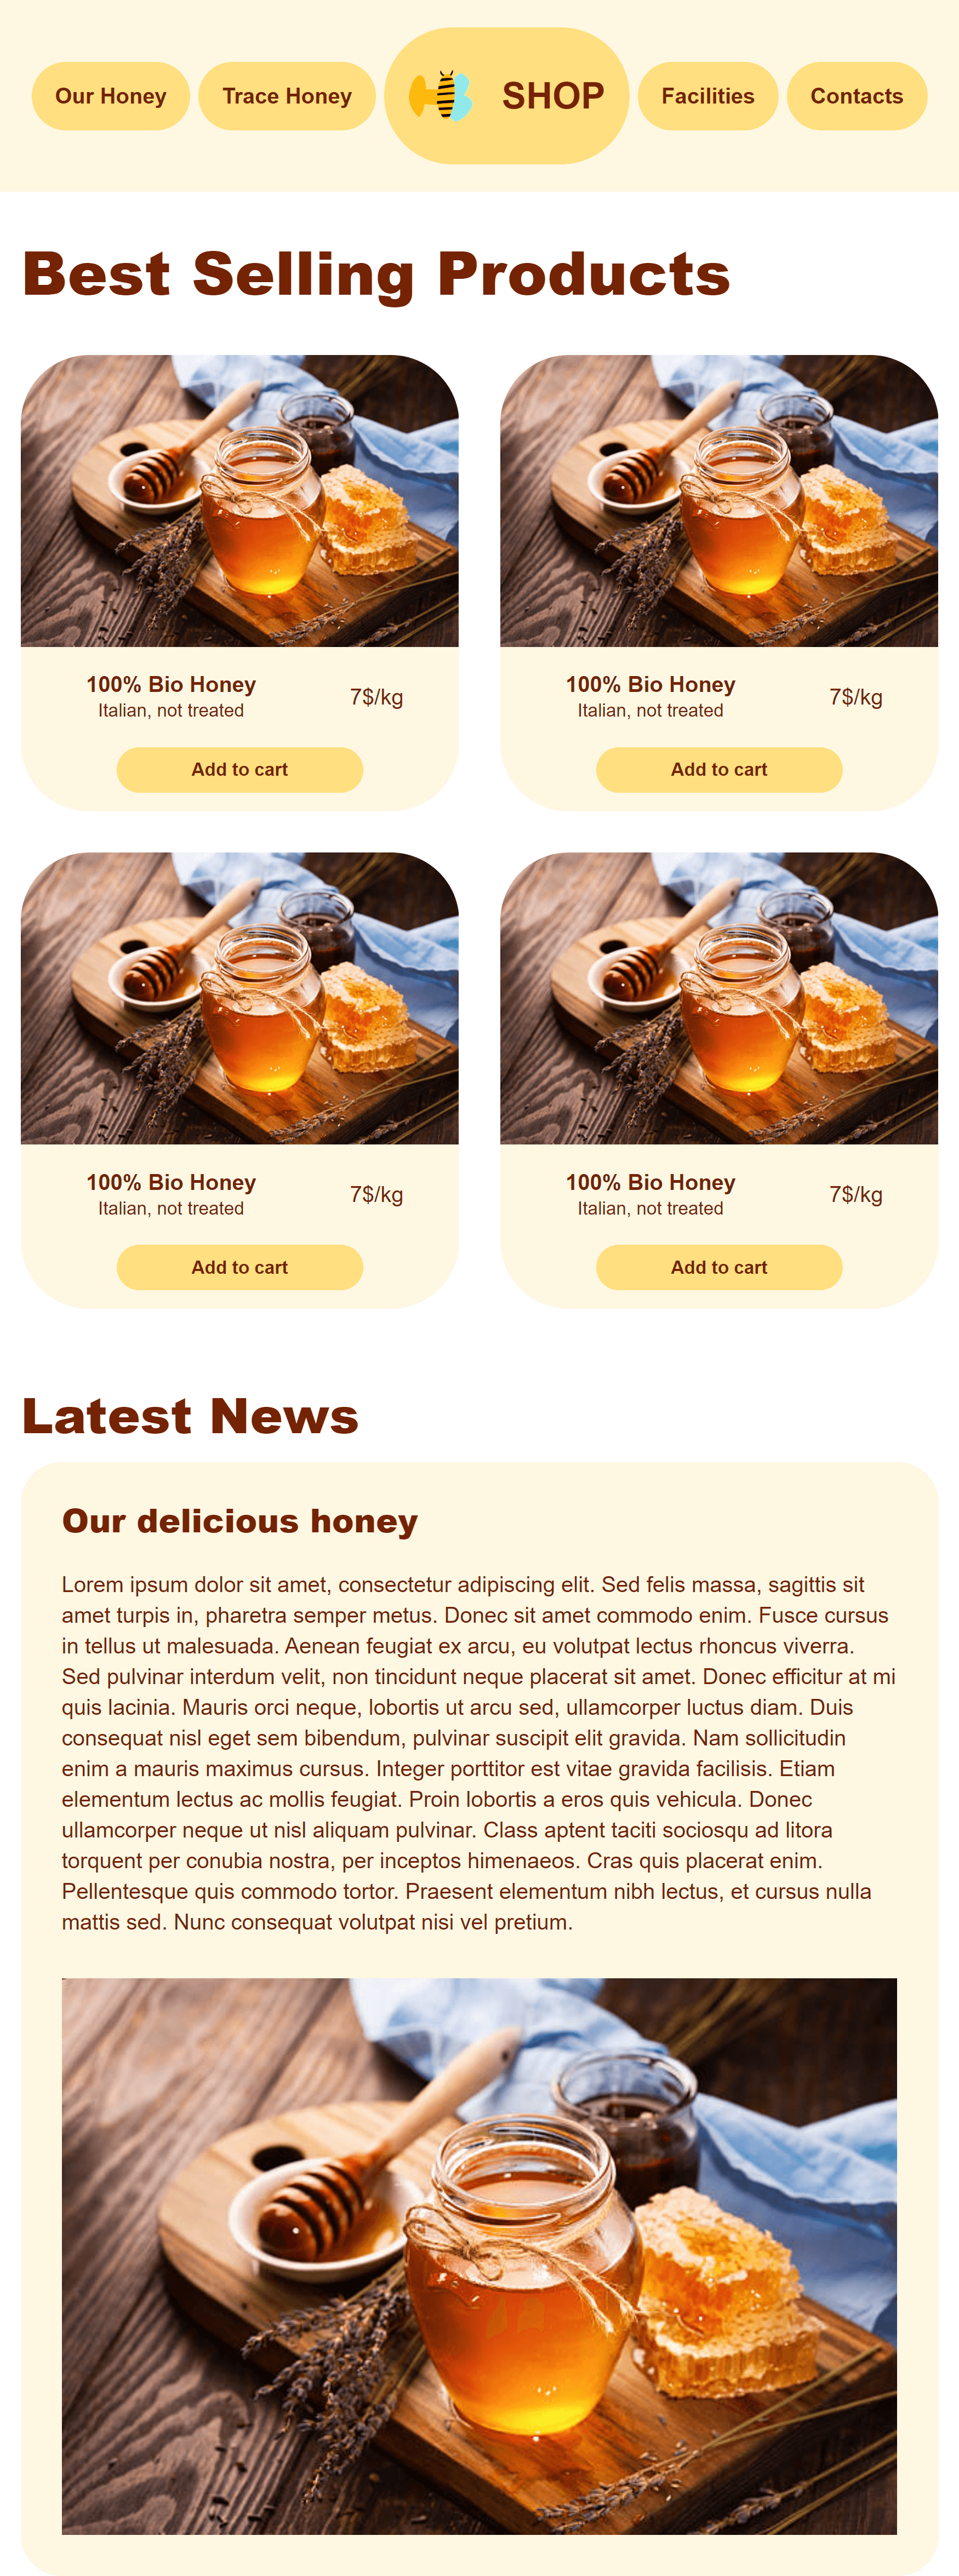 Our Honey
Trace Honey
SHOP
Facilities
Contacts
Best Selling Products
100% Bio Honey
Italian, not treated
7$/kg
Add to cart
100% Bio Honey
Italian, not treated
7$/kg
Add to cart
100% Bio Honey
Italian, not treated
7$/kg
Add to cart
100% Bio Honey
Italian, not treated
7$/kg
Add to cart
Latest News
Our delicious honey
Lorem ipsum dolor sit amet, consectetur adipiscing elit. Sed felis massa, sagittis sit
amet turpis in, pharetra semper metus. Donec sit amet commodo enim. Fusce cursus
in tellus ut malesuada. Aenean feugiat ex arcu, eu volutpat lectus rhoncus viverra.
Sed pulvinar interdum velit, non tincidunt neque placerat sit amet. Donec efficitur at mi
quis lacinia. Mauris orci neque, lobortis ut arcu sed, ullamcorper luctus diam. Duis
consequat nisl eget sem bibendum, pulvinar suscipit elit gravida. Nam sollicitudin
enim a mauris maximus cursus. Integer porttitor est vitae gravida facilisis. Etiam
elementum lectus ac mollis feugiat. Proin lobortis a eros quis vehicula. Donec
ullamcorper neque ut nisl aliquam pulvinar. Class aptent taciti sociosqu ad litora
torquent per conubia nostra, per inceptos himenaeos. Cras quis placerat enim.
Pellentesque quis commodo tortor. Praesent elementum nibh lectus, et cursus nulla
mattis sed. Nunc consequat volutpat nisi vel pretium.